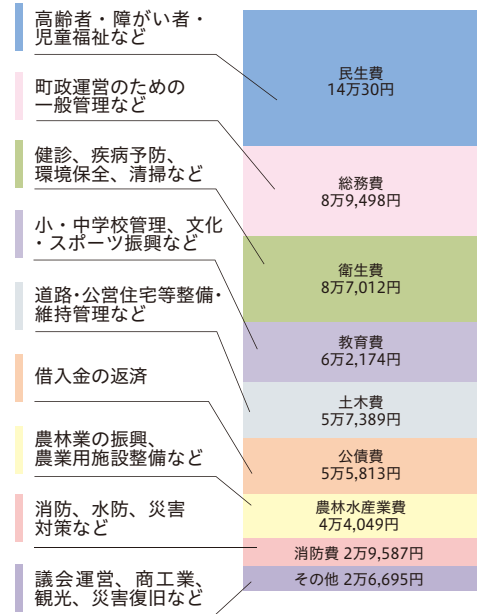 高齢者・障がい者・
児童福祉など
町政運営のための
一般管理など
健診、疾病予防、
環境保全、清掃など
小・中学校管理、文化
・スポーツ振興など
道路・公営住宅等整備・
維持管理など
借入金の返済
農林業の振興、
農業用施設整備など
消防、水防、災害
対策など
議会運営、商工業、
観光、災害復旧など
民生費
14万30円
総務費
8万9,498円
衛生費
8万7,012円
教育費
6万2,174円
土木費
5万7,389円
公債費
5万5,813円
農林水産業費
4万4,049円
消防費 2万9,587円
その他 2万6,695円